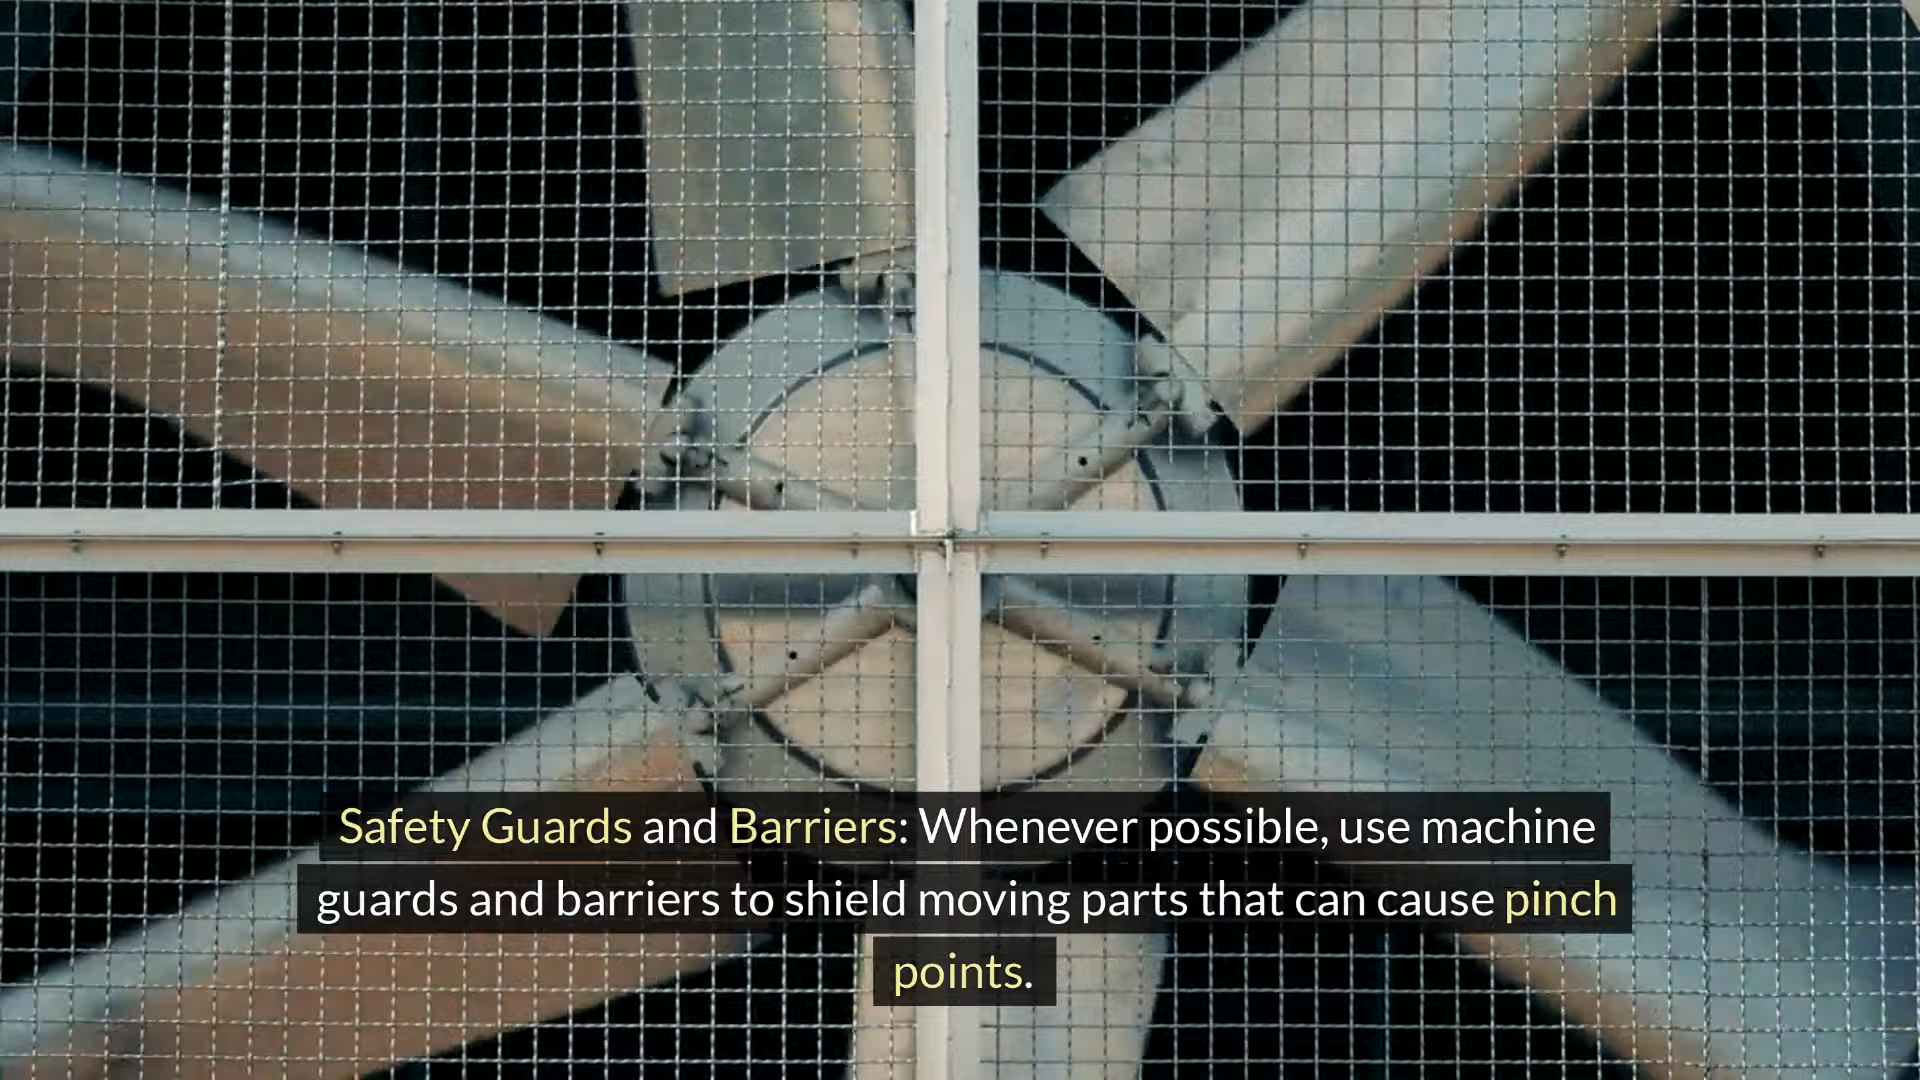 Safety Guards and Barriers: Whenever possible, use machine
guards and barriers to shield moving parts that can cause pinch
points.